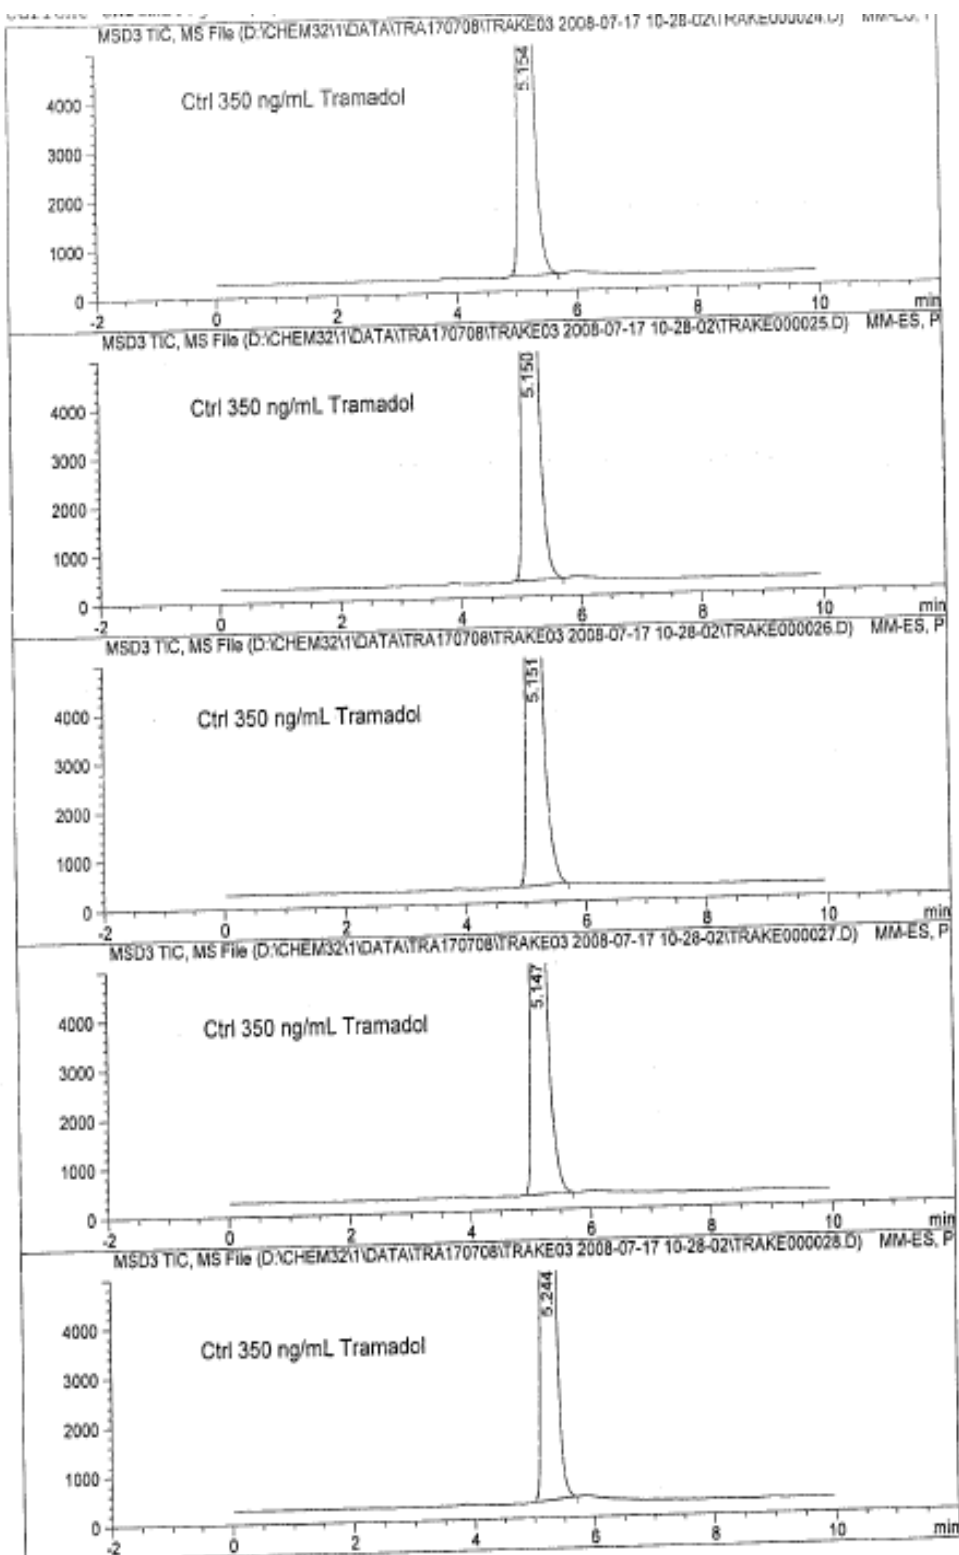 MSD3 TIC, MS File (D:\CHEM32\1\DATA\TRA170708\TRAKE03 2008-07-17 10-28-02\TRAKE000024.D)
5.154
Ctrl 350 ng/mL Tramadol
4000
3000
2000
1000
0
-2 0 2 4 6 8 10 min
MSD3 TIC, MS File (D:\CHEM32\1\DATA\TRA170708\TRAKE03 2008-07-17 10-28-02\TRAKE000025.D) MM-ES, P
5.150
Ctrl 350 ng/mL Tramadol
4000
3000
2000
1000
0
-2 0 2 4 6 8 10 min
MSD3 TIC, MS File (D:\CHEM32\1\DATA\TRA170708\TRAKE03 2008-07-17 10-28-02\TRAKE000026.D) MM-ES, P
5.151
Ctrl 350 ng/mL Tramadol
4000
3000
2000
1000
0
-2 0 2 4 6 8 10 min
MSD3 TIC, MS File (D:\CHEM32\1\DATA\TRA170708\TRAKE03 2008-07-17 10-28-02\TRAKE000027.D) MM-ES, P
5.147
Ctrl 350 ng/mL Tramadol
4000
3000
2000
1000
0
-2 0 2 4 6 8 10 min
MSD3 TIC, MS File (D:\CHEM32\1\DATA\TRA170708\TRAKE03 2008-07-17 10-28-02\TRAKE000028.D) MM-ES, P
5.244
Ctrl 350 ng/mL Tramadol
4000
3000
2000
1000
0
-2 0 2 4 6 8 10 min